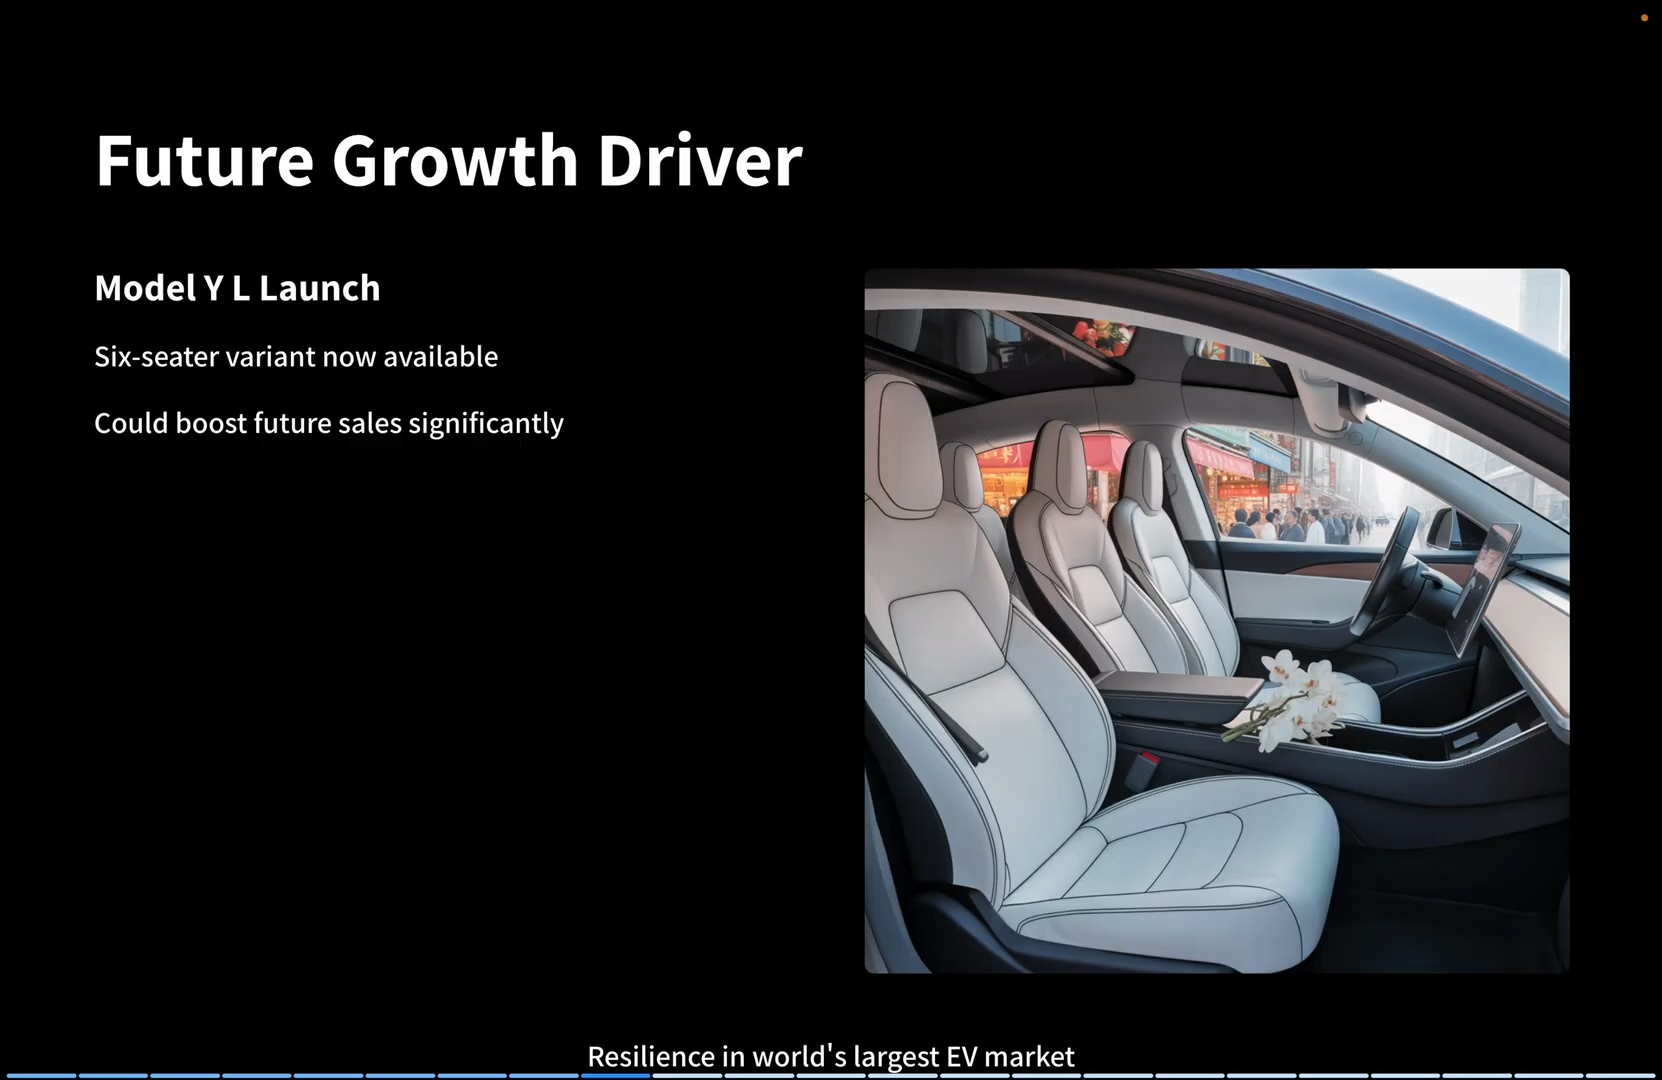 Future Growth Driver
Model Y L Launch
Six-seater variant now available
Could boost future sales significantly
Resilience in world's largest EV market